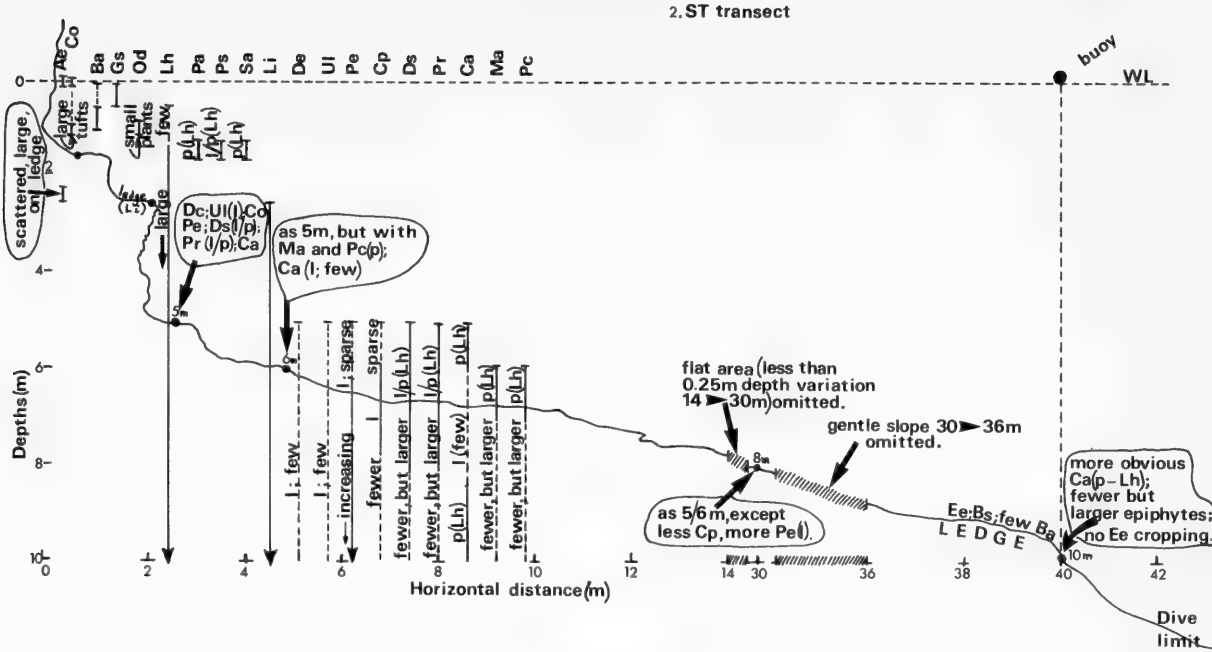 2. ST transect
Ae
Co
Ba
Gs
Od
Lh
Pa
Ps
Sa
Li
De
Ul
Pe
Cp
Ds
Pr
Ca
Ma
Pc
buoy
WL
0
2
4
6
8
10
Depths (m)
scattered, large,
on ledge
large
tufts
small
plants
few
p(Lh)
l/p(Lh)
p(Lh)
large
ledge
Dc; Ul(l), Co
Pe; Ds(l/p);
Pr (l/p); Ca
as 5m, but with
Ma and Pc(p);
Ca (l; few)
5m
l; few
l; few
l; sparse
increasing
sparse
l
fewer
l/p(Lh)
fewer, but larger
l/p(Lh)
fewer, but larger
p(Lh)
l (few)
p(Lh)
p(Lh)
fewer, but larger
p(Lh)
fewer, but larger
flat area (less than
0.25m depth variation
14 30m) omitted.
gentle slope 30 36m
omitted.
8m
as 5/6m, except
less Cp, more Pe(l).
Ee; Bs; few Ba
LEDGE
more obvious
Ca(p-Lh);
fewer but
larger epiphytes;
no Ee cropping.
10m
0 2 4 6 8 10 12 14 30 36 38 40 42
Horizontal distance (m)
Dive
limit